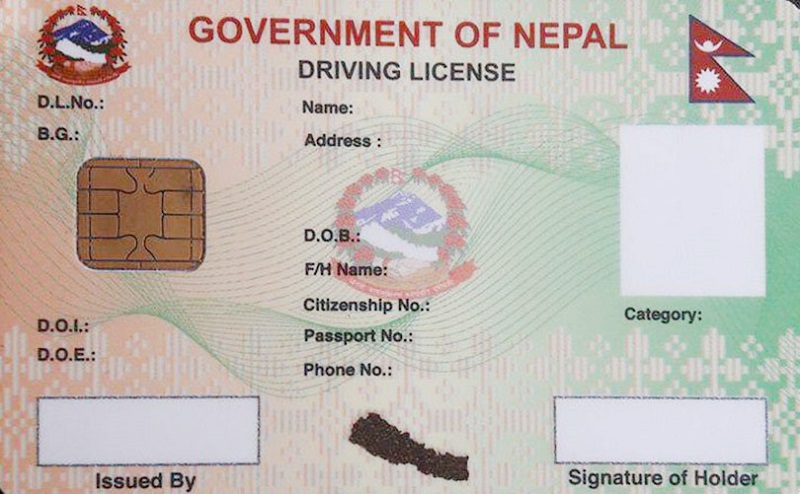 GOVERNMENT OF NEPAL
DRIVING LICENSE
D.L.No.:
B.G.:
Name:
Address :
D.O.B.:
F/H Name:
Citizenship No.:
Passport No.:
Phone No.:
D.O.I.:
D.O.E.:
Category:
Issued By
Signature of Holder